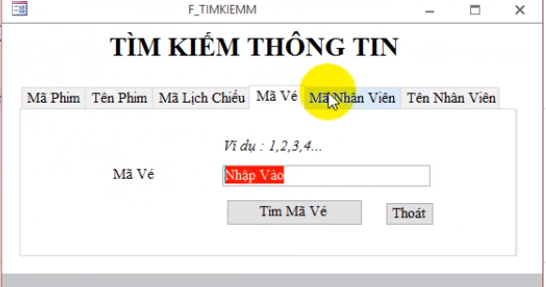 F_TIMKIEMM
TÌM KIẾM THÔNG TIN
Mã Phim Tên Phim Mã Lịch Chiếu Mã Vé Mã Nhân Viên Tên Nhân Viên
Ví dụ : 1,2,3,4...
Mã Vé Nhập Vào
Tìm Mã Vé Thoát